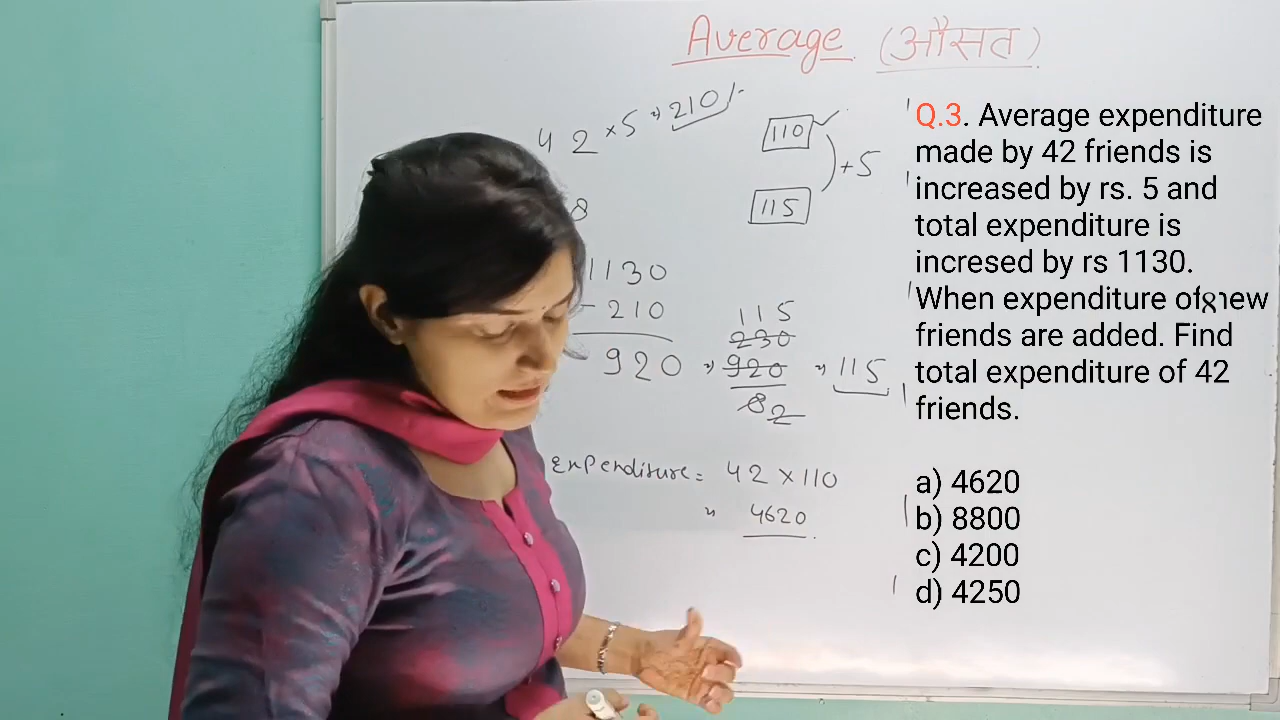 Average (औसत)
42 × 5 = 210/-
110
+5
115
8
1130
- 210
920 = 920 = 115
230
115
8 2
Expenditure = 42 × 110
= 4620
Q.3. Average expenditure
made by 42 friends is
increased by rs. 5 and
total expenditure is
incresed by rs 1130.
When expenditure of 8 new
friends are added. Find
total expenditure of 42
friends.
a) 4620
b) 8800
c) 4200
d) 4250